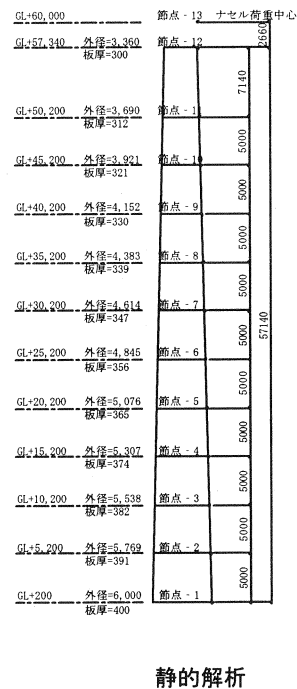 GL+60,000 節点 - 13 ナセル荷重中心
GL+57,340 外径=3,360 節点 - 12
板厚=300
2660
7140
GL+50,200 外径=3,690 節点 - 11
板厚=312
5000
GL+45,200 外径=3,921 節点 - 10
板厚=321
5000
GL+40,200 外径=4,152 節点 - 9
板厚=330
5000
GL+35,200 外径=4,383 節点 - 8
板厚=339
5000
GL+30,200 外径=4,614 節点 - 7
板厚=347
57140
5000
GL+25,200 外径=4,845 節点 - 6
板厚=356
5000
GL+20,200 外径=5,076 節点 - 5
板厚=365
5000
GL+15,200 外径=5,307 節点 - 4
板厚=374
5000
GL+10,200 外径=5,538 節点 - 3
板厚=382
5000
GL+5,200 外径=5,769 節点 - 2
板厚=391
5000
GL+200 外径=6,000 節点 - 1
板厚=400
静的解析